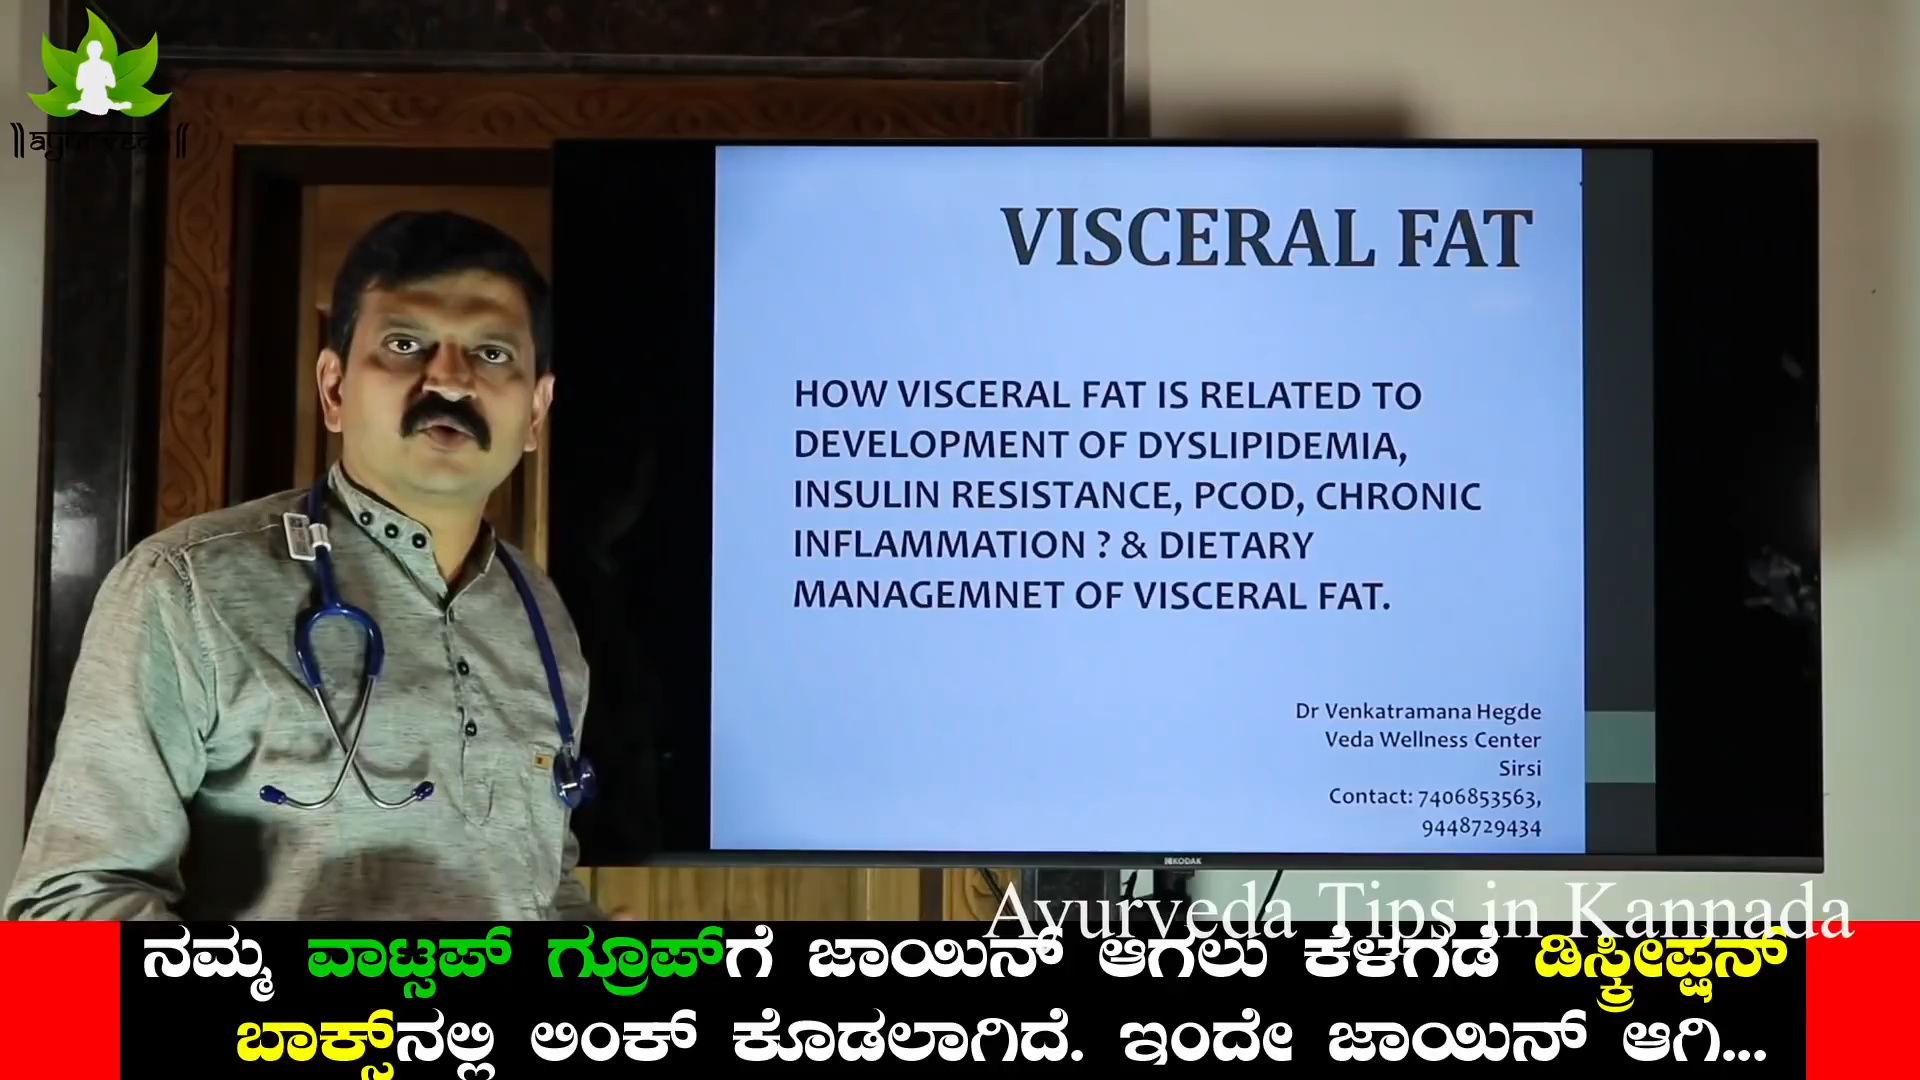 ||ayurveda||
VISCERAL FAT
HOW VISCERAL FAT IS RELATED TO
DEVELOPMENT OF DYSLIPIDEMIA,
INSULIN RESISTANCE, PCOD, CHRONIC
INFLAMMATION ? & DIETARY
MANAGEMNET OF VISCERAL FAT.
Dr Venkatramana Hegde
Veda Wellness Center
Sirsi
Contact: 7406853563,
9448729434
KODAK
Ayurveda Tips in Kannada
ನಮ್ಮ ವಾಟ್ಸಪ್ ಗ್ರೂಪ್‌ಗೆ ಜಾಯಿನ್ ಆಗಲು ಕೆಳಗಡೆ ಡಿಸ್ಕ್ರೀಪ್ಷನ್
ಬಾಕ್ಸ್‌ನಲ್ಲಿ ಲಿಂಕ್ ಕೊಡಲಾಗಿದೆ. ಇಂದೇ ಜಾಯಿನ್ ಆಗಿ...